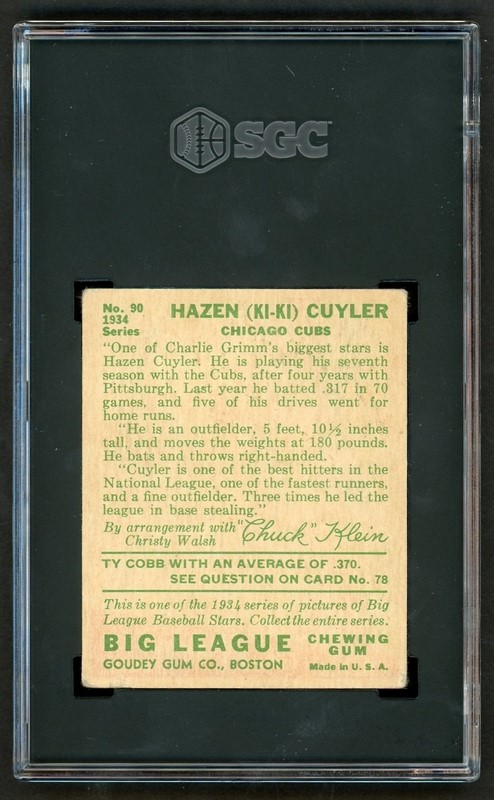 SGC
No. 90
1934
Series
HAZEN (KI-KI) CUYLER
CHICAGO CUBS
"One of Charlie Grimm's biggest stars is
Hazen Cuyler. He is playing his seventh
season with the Cubs, after four years with
Pittsburgh. Last year he batted .317 in 70
games, and five of his drives went for
home runs.
"He is an outfielder, 5 feet, 10½ inches
tall, and moves the weights at 180 pounds.
He bats and throws right-handed.
"Cuyler is one of the best hitters in the
National League, one of the fastest runners,
and a fine outfielder. Three times he led the
league in base stealing."
By arrangement with
Christy Walsh
"Chuck" Klein
TY COBB WITH AN AVERAGE OF .370.
SEE QUESTION ON CARD No. 78
This is one of the 1934 series of pictures of Big
League Baseball Stars. Collect the entire series.
BIG LEAGUE CHEWING GUM
GOUDEY GUM CO., BOSTON Made in U. S. A.